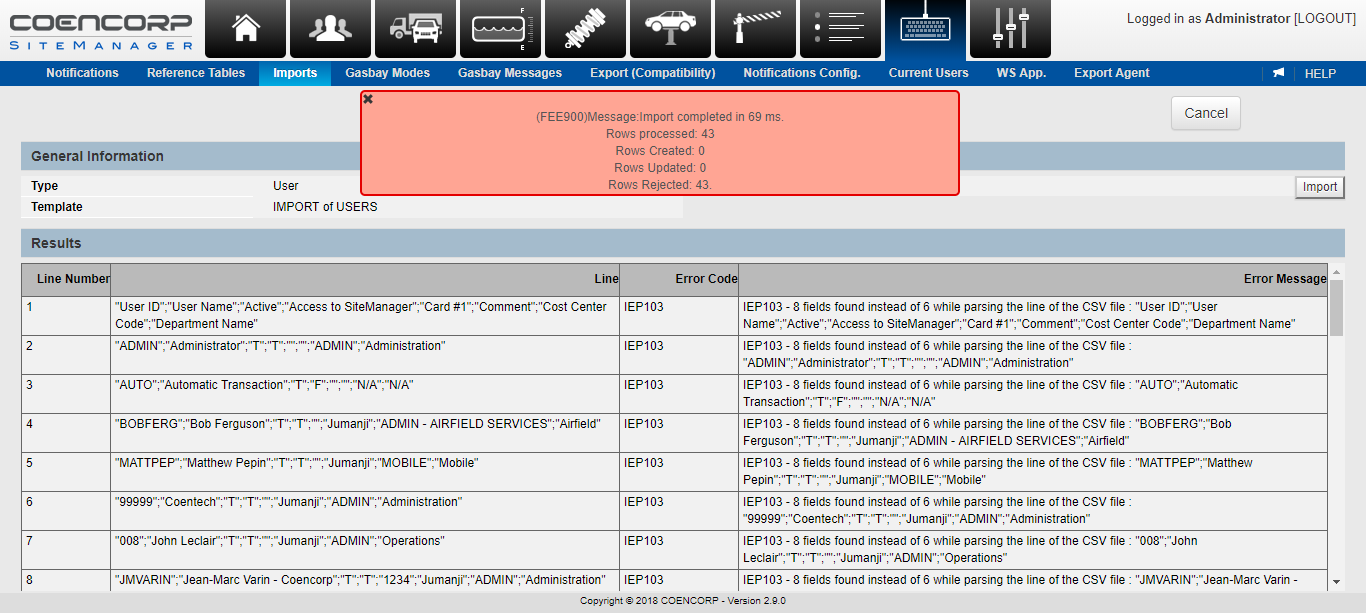 COENCORP
SITEMANAGER
F
E
Logged in as Administrator [LOGOUT]
Notifications Reference Tables Imports Gasbay Modes Gasbay Messages Export (Compatibility) Notifications Config. Current Users WS App. Export Agent HELP
(FEE900)Message:Import completed in 69 ms.
Rows processed: 43
Rows Created: 0
Rows Updated: 0
Rows Rejected: 43.
Cancel
General Information
Type User
Import
Template IMPORT of USERS
Results
Line Number Line Error Code Error Message
1 "User ID";"User Name";"Active";"Access to SiteManager";"Card #1";"Comment";"Cost Center IEP103 IEP103 - 8 fields found instead of 6 while parsing the line of the CSV file : "User ID";"User
Code";"Department Name" Name";"Active";"Access to SiteManager";"Card #1";"Comment";"Cost Center Code";"Department Name"
2 "ADMIN";"Administrator";"T";"T";"";"";"ADMIN";"Administration" IEP103 IEP103 - 8 fields found instead of 6 while parsing the line of the CSV file :
"ADMIN";"Administrator";"T";"T";"";"";"ADMIN";"Administration"
3 "AUTO";"Automatic Transaction";"T";"F";"";"";"N/A";"N/A" IEP103 IEP103 - 8 fields found instead of 6 while parsing the line of the CSV file : "AUTO";"Automatic
Transaction";"T";"F";"";"";"N/A";"N/A"
4 "BOBFERG";"Bob Ferguson";"T";"T";"";"Jumanji";"ADMIN - AIRFIELD SERVICES";"Airfield" IEP103 IEP103 - 8 fields found instead of 6 while parsing the line of the CSV file : "BOBFERG";"Bob
Ferguson";"T";"T";"";"Jumanji";"ADMIN - AIRFIELD SERVICES";"Airfield"
5 "MATTPEP";"Matthew Pepin";"T";"T";"";"Jumanji";"MOBILE";"Mobile" IEP103 IEP103 - 8 fields found instead of 6 while parsing the line of the CSV file : "MATTPEP";"Matthew
Pepin";"T";"T";"";"Jumanji";"MOBILE";"Mobile"
6 "99999";"Coentech";"T";"T";"";"Jumanji";"ADMIN";"Administration" IEP103 IEP103 - 8 fields found instead of 6 while parsing the line of the CSV file :
"99999";"Coentech";"T";"T";"";"Jumanji";"ADMIN";"Administration"
7 "008";"John Leclair";"T";"T";"";"Jumanji";"ADMIN";"Operations" IEP103 IEP103 - 8 fields found instead of 6 while parsing the line of the CSV file : "008";"John
Leclair";"T";"T";"";"Jumanji";"ADMIN";"Operations"
8 "JMVARIN";"Jean-Marc Varin - Coencorp";"T";"T";"1234";"Jumanji";"ADMIN";"Administration" IEP103 IEP103 - 8 fields found instead of 6 while parsing the line of the CSV file : "JMVARIN";"Jean-Marc Varin -
Copyright © 2018 COENCORP - Version 2.9.0